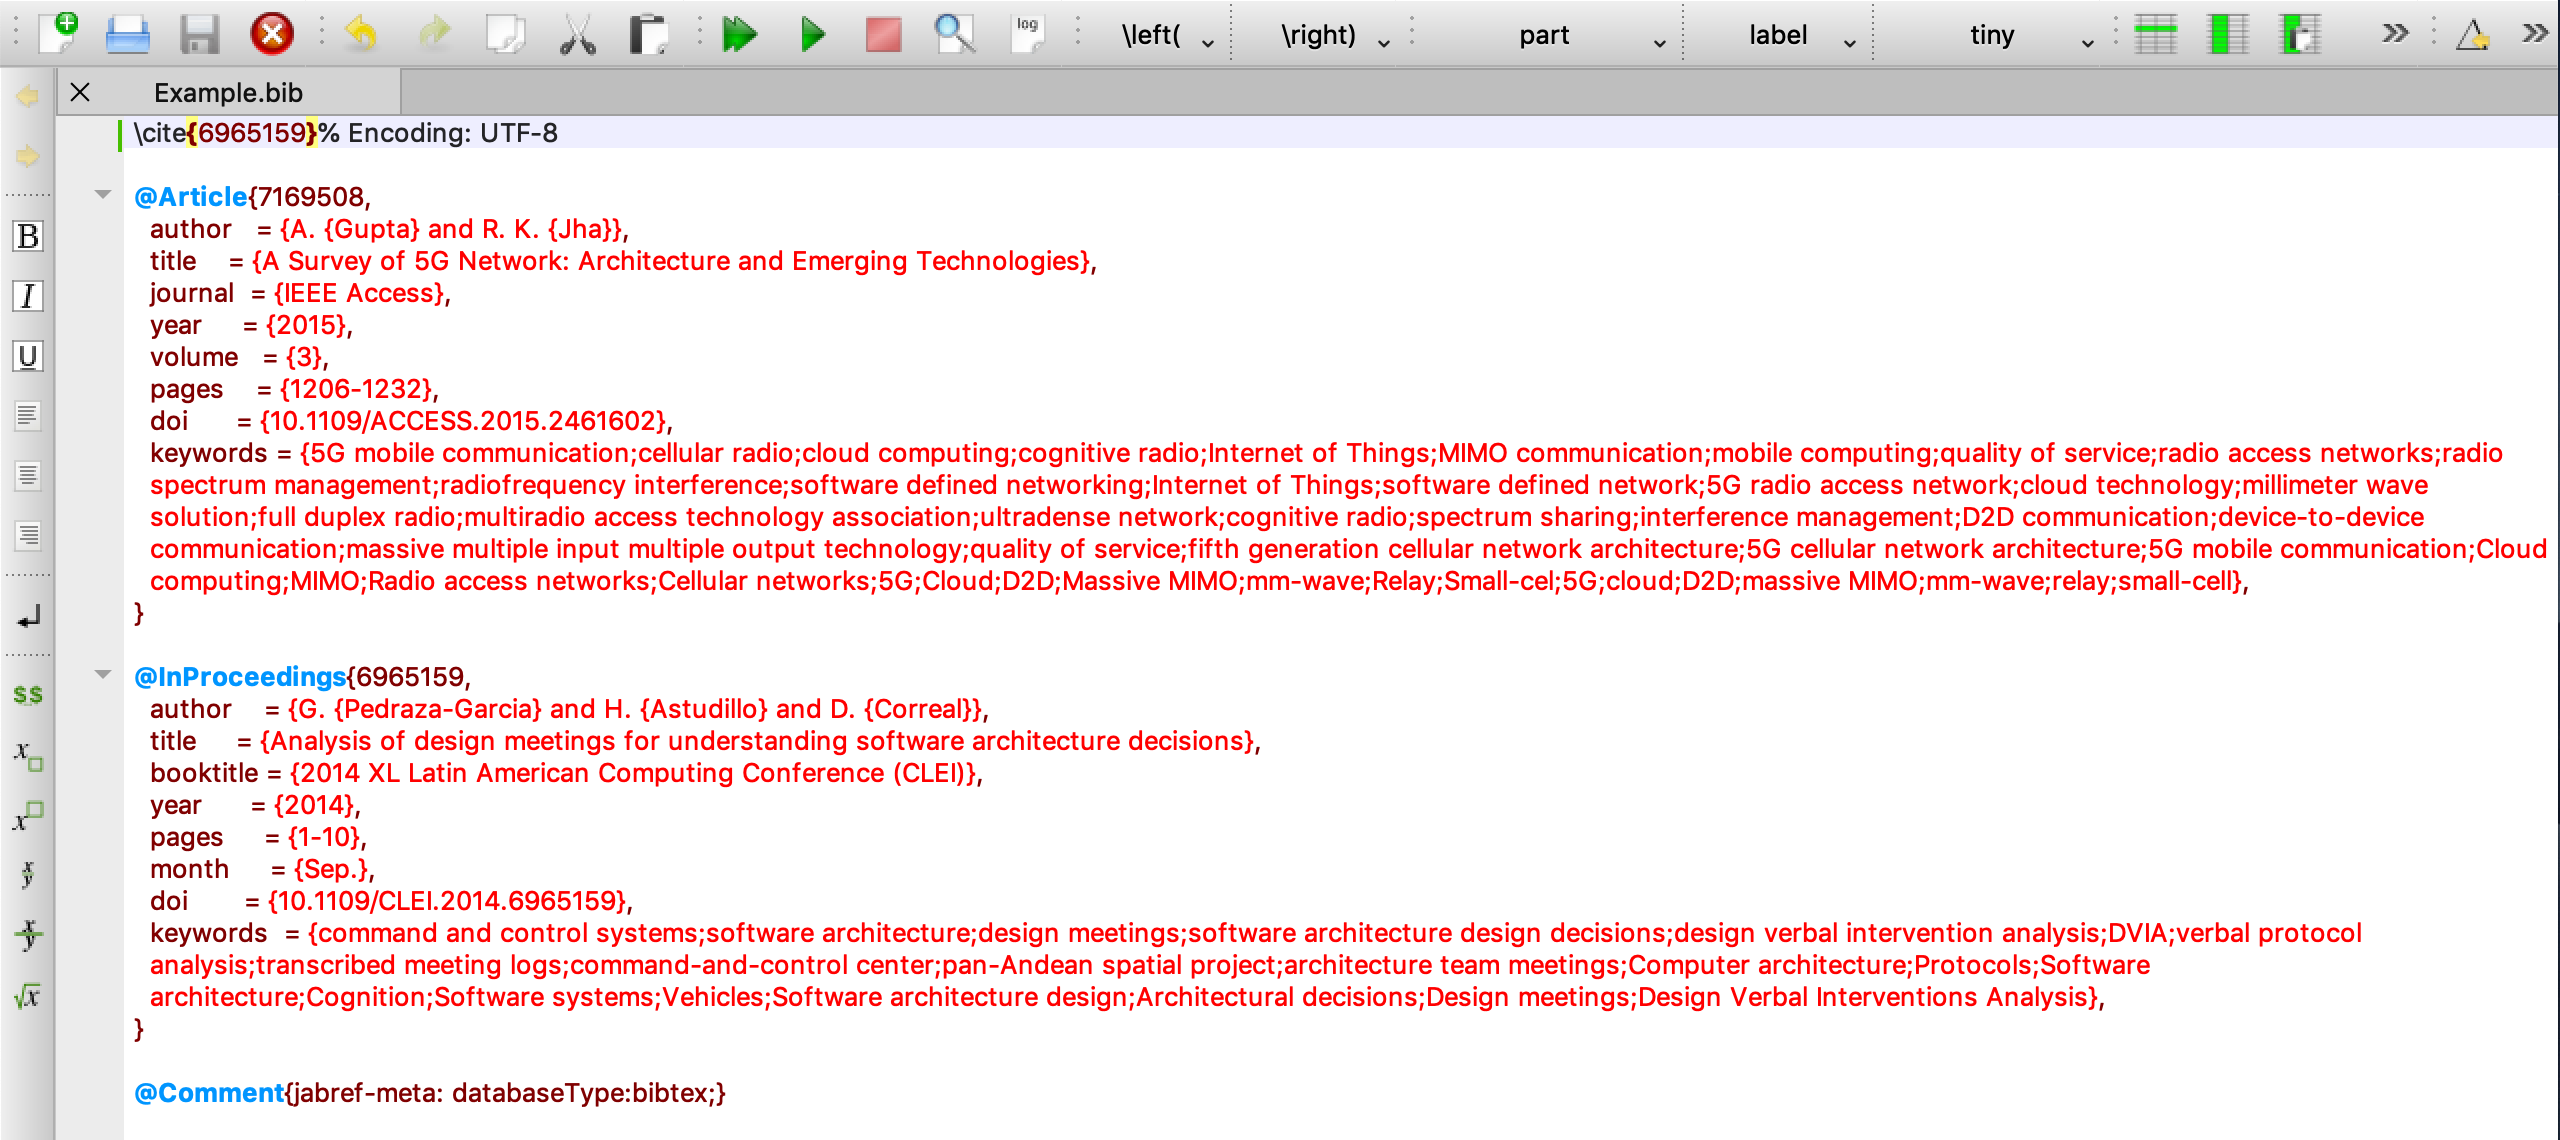 log \left( \right) part label tiny
Example.bib
\cite{6965159}% Encoding: UTF-8
@Article{7169508,
author = {A. {Gupta} and R. K. {Jha}},
title = {A Survey of 5G Network: Architecture and Emerging Technologies},
journal = {IEEE Access},
year = {2015},
volume = {3},
pages = {1206-1232},
doi = {10.1109/ACCESS.2015.2461602},
keywords = {5G mobile communication;cellular radio;cloud computing;cognitive radio;Internet of Things;MIMO communication;mobile computing;quality of service;radio access networks;radio
spectrum management;radiofrequency interference;software defined networking;Internet of Things;software defined network;5G radio access network;cloud technology;millimeter wave
solution;full duplex radio;multiradio access technology association;ultradense network;cognitive radio;spectrum sharing;interference management;D2D communication;device-to-device
communication;massive multiple input multiple output technology;quality of service;fifth generation cellular network architecture;5G cellular network architecture;5G mobile communication;Cloud
computing;MIMO;Radio access networks;Cellular networks;5G;Cloud;D2D;Massive MIMO;mm-wave;Relay;Small-cel;5G;cloud;D2D;massive MIMO;mm-wave;relay;small-cell},
}
@InProceedings{6965159,
author = {G. {Pedraza-Garcia} and H. {Astudillo} and D. {Correal}},
title = {Analysis of design meetings for understanding software architecture decisions},
booktitle = {2014 XL Latin American Computing Conference (CLEI)},
year = {2014},
pages = {1-10},
month = {Sep.},
doi = {10.1109/CLEI.2014.6965159},
keywords = {command and control systems;software architecture;design meetings;software architecture design decisions;design verbal intervention analysis;DVIA;verbal protocol
analysis;transcribed meeting logs;command-and-control center;pan-Andean spatial project;architecture team meetings;Computer architecture;Protocols;Software
architecture;Cognition;Software systems;Vehicles;Software architecture design;Architectural decisions;Design meetings;Design Verbal Interventions Analysis},
}
@Comment{jabref-meta: databaseType:bibtex;}
B
I
U
$$
x
x
x/y
x/y
√x